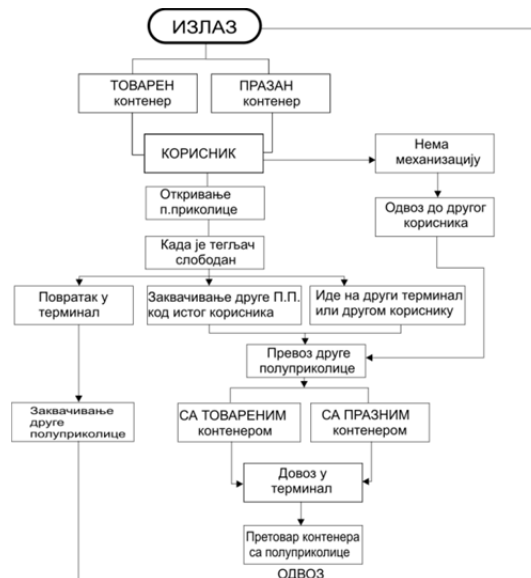 ИЗЛАЗ
ТОВАРЕН
контенер
ПРАЗАН
контенер
КОРИСНИК
Нема
механизацију
Откривање
п.приколице
Одвоз до другог
корисника
Када је тегљач
слободан
Повратак у
терминал
Заквачивање друге П.П.
код истог корисника
Иде на други терминал
или другом кориснику
Превоз друге
полуприколице
Заквачивање
друге
полуприколице
СА ТОВАРЕНИМ
контенером
СА ПРАЗНИМ
контенером
Довоз у
терминал
Претовар контенера
са полуприколице
ОДВОЗ